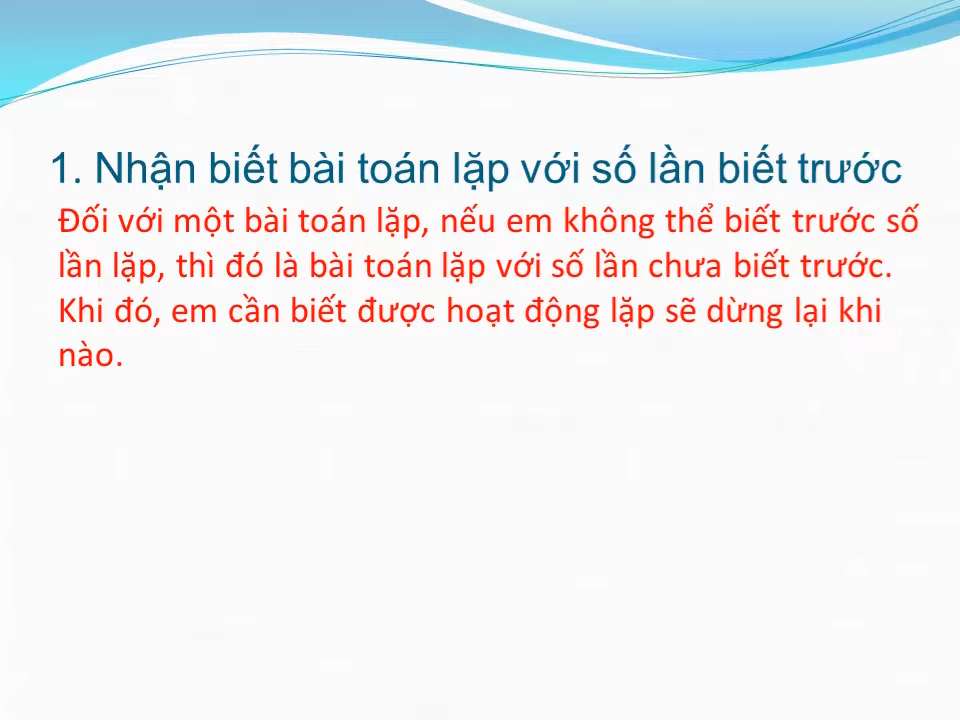 1. Nhận biết bài toán lặp với số lần biết trước
Đối với một bài toán lặp, nếu em không thể biết trước số
lần lặp, thì đó là bài toán lặp với số lần chưa biết trước.
Khi đó, em cần biết được hoạt động lặp sẽ dừng lại khi
nào.